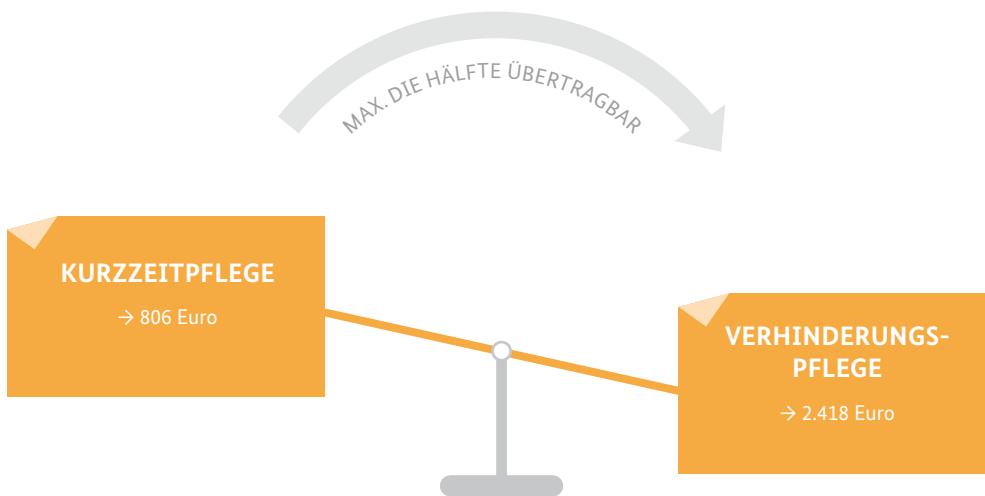 MAX. DIE HÄLFTE ÜBERTRAGBAR
KURZZEITPFLEGE
→ 806 Euro
VERHINDERUNGS-
PFLEGE
→ 2.418 Euro